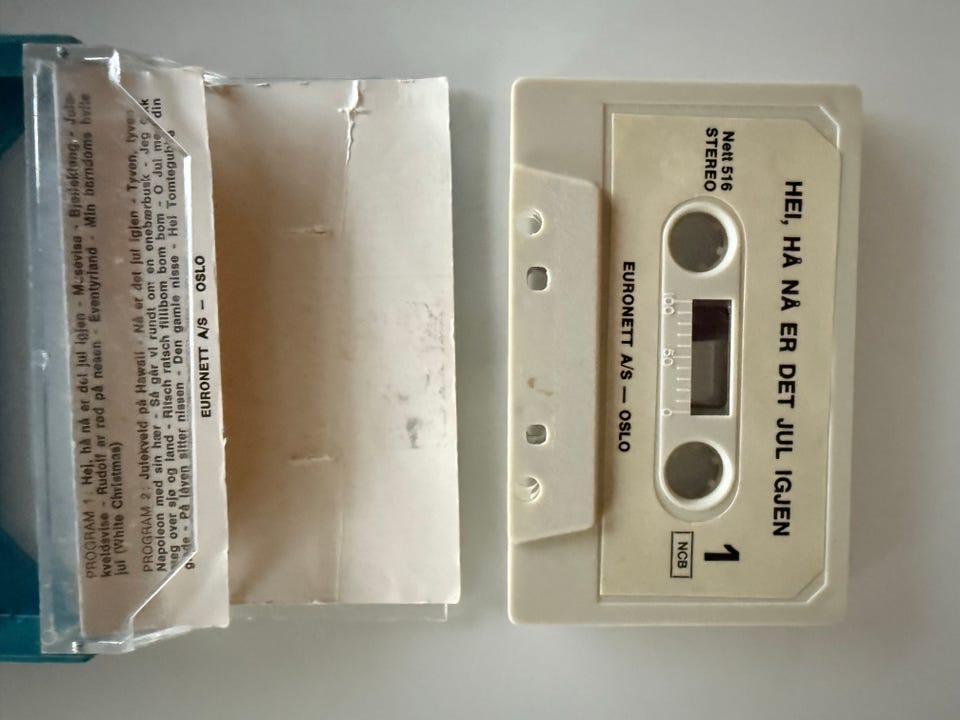 PROGRAM 1: Hej, hå nå er det jul igjen - Musevisa - Bjelleklang - Jule-
kveldsvise - Rudolf er rød på nesen - Eventyrland - Min barndoms hvite
jul (White Christmas)
PROGRAM 2: Julekveld på Hawaii - Nå er det jul igjen - Tyven, tyven
Napoleon med sin hær - Så går vi rundt om en enebærbusk - Jeg gikk
meg over sjø og land - Ritsch ratsch fillibom bom bom - O Jul med din
glede - På låven sitter nissen - Den gamle nisse - Hei
EURONETT A/S — OSLO
HEI, HÅ NÅ ER DET JUL IGJEN
Nett 516
STEREO
100 50 0
1
NCB
EURONETT A/S — OSLO